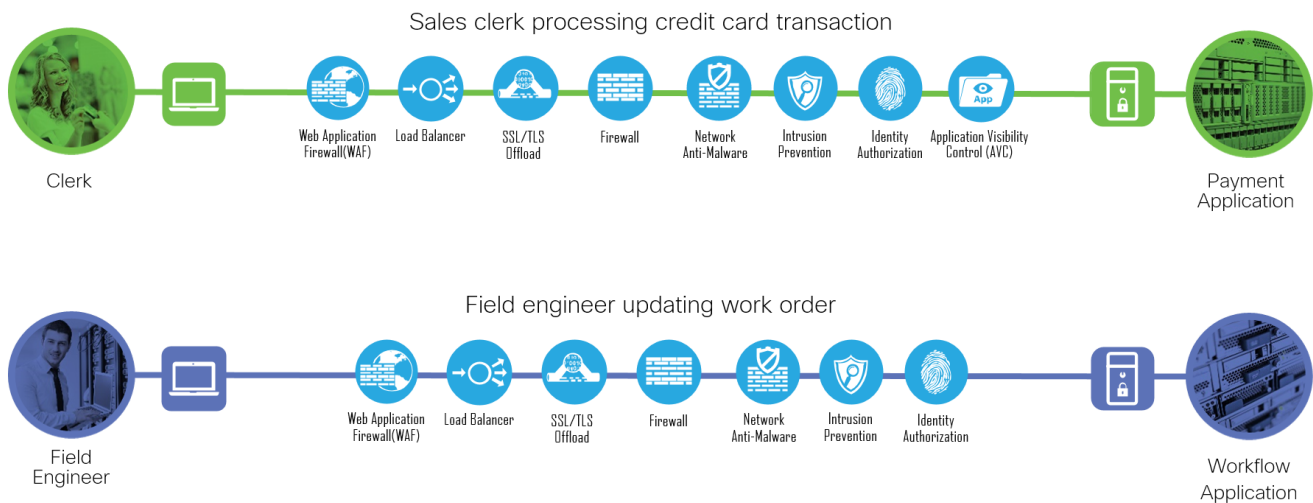 Sales clerk processing credit card transaction
Web Application
Firewall(WAF)
Load Balancer
SSL/TLS
Offload
Firewall
Network
Anti-Malware
Intrusion
Prevention
Identity
Authorization
App
Application Visibility
Control (AVC)
Clerk
Payment
Application
Field engineer updating work order
Web Application
Firewall(WAF)
Load Balancer
SSL/TLS
Offload
Firewall
Network
Anti-Malware
Intrusion
Prevention
Identity
Authorization
Field
Engineer
Workflow
Application